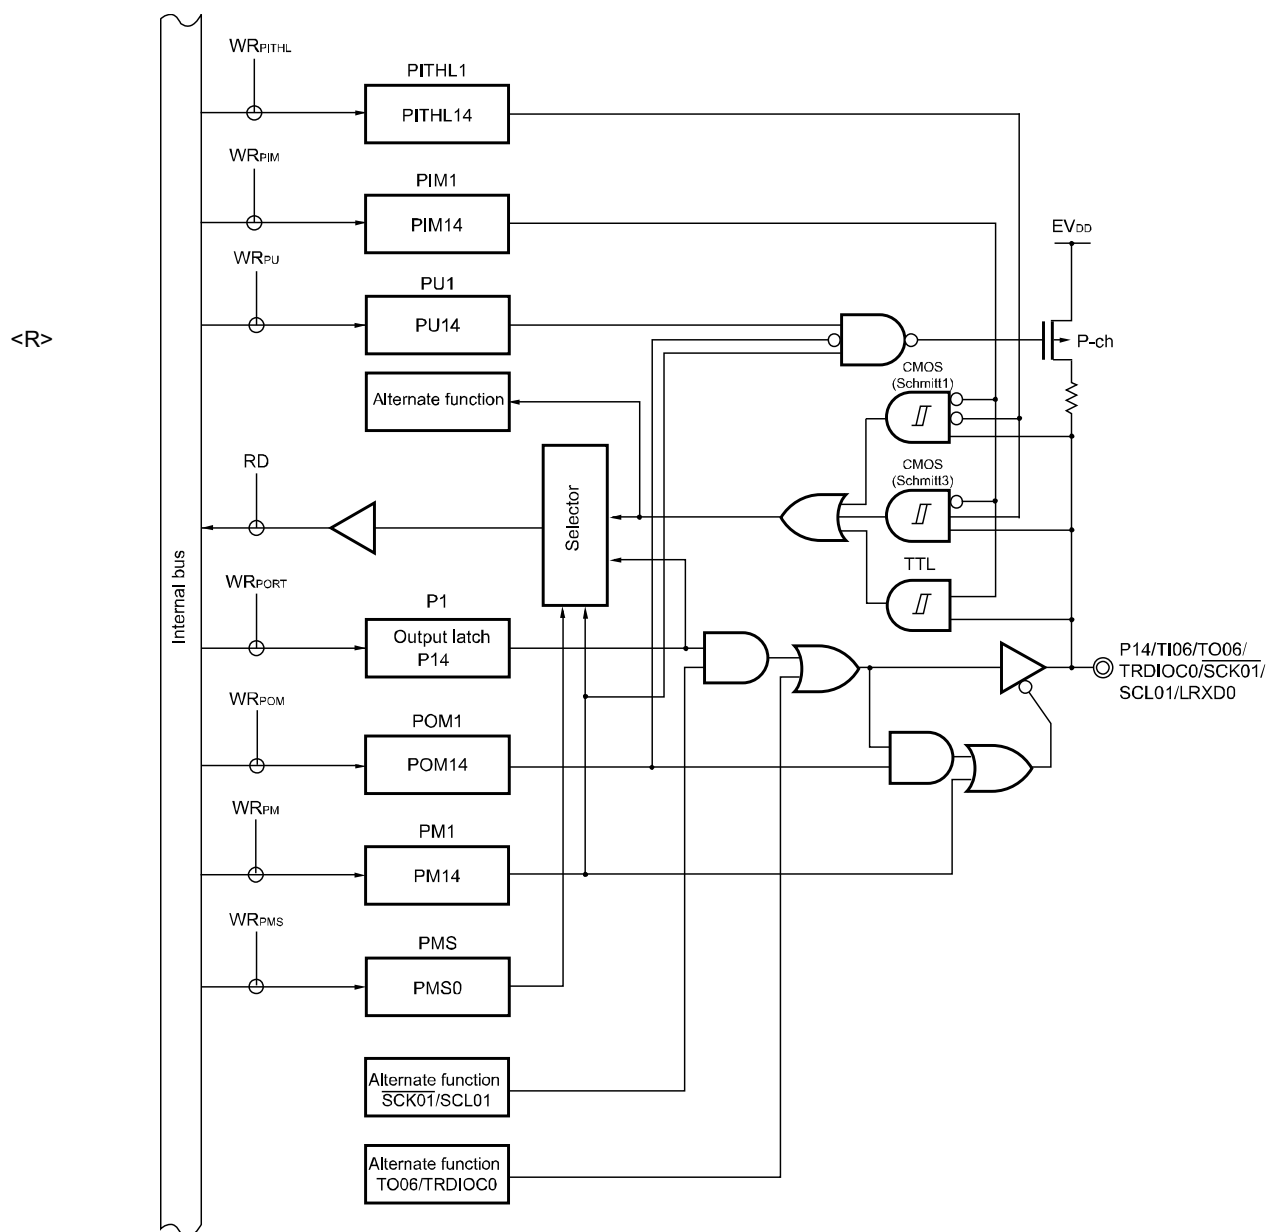 WRPITHL
PITHL1
PITHL14
WRPIM
PIM1
PIM14
WRPU
PU1
PU14
EVDD
P-ch
<R>
CMOS
(Schmitt1)
Alternate function
RD
Selector
CMOS
(Schmitt3)
TTL
Internal bus
WRPORT
P1
Output latch
P14
P14/TI06/TO06/
TRDIOC0/SCK01/
SCL01/LRXD0
WRPOM
POM1
POM14
WRPM
PM1
PM14
WRPMS
PMS
PMS0
Alternate function
SCK01/SCL01
Alternate function
TO06/TRDIOC0